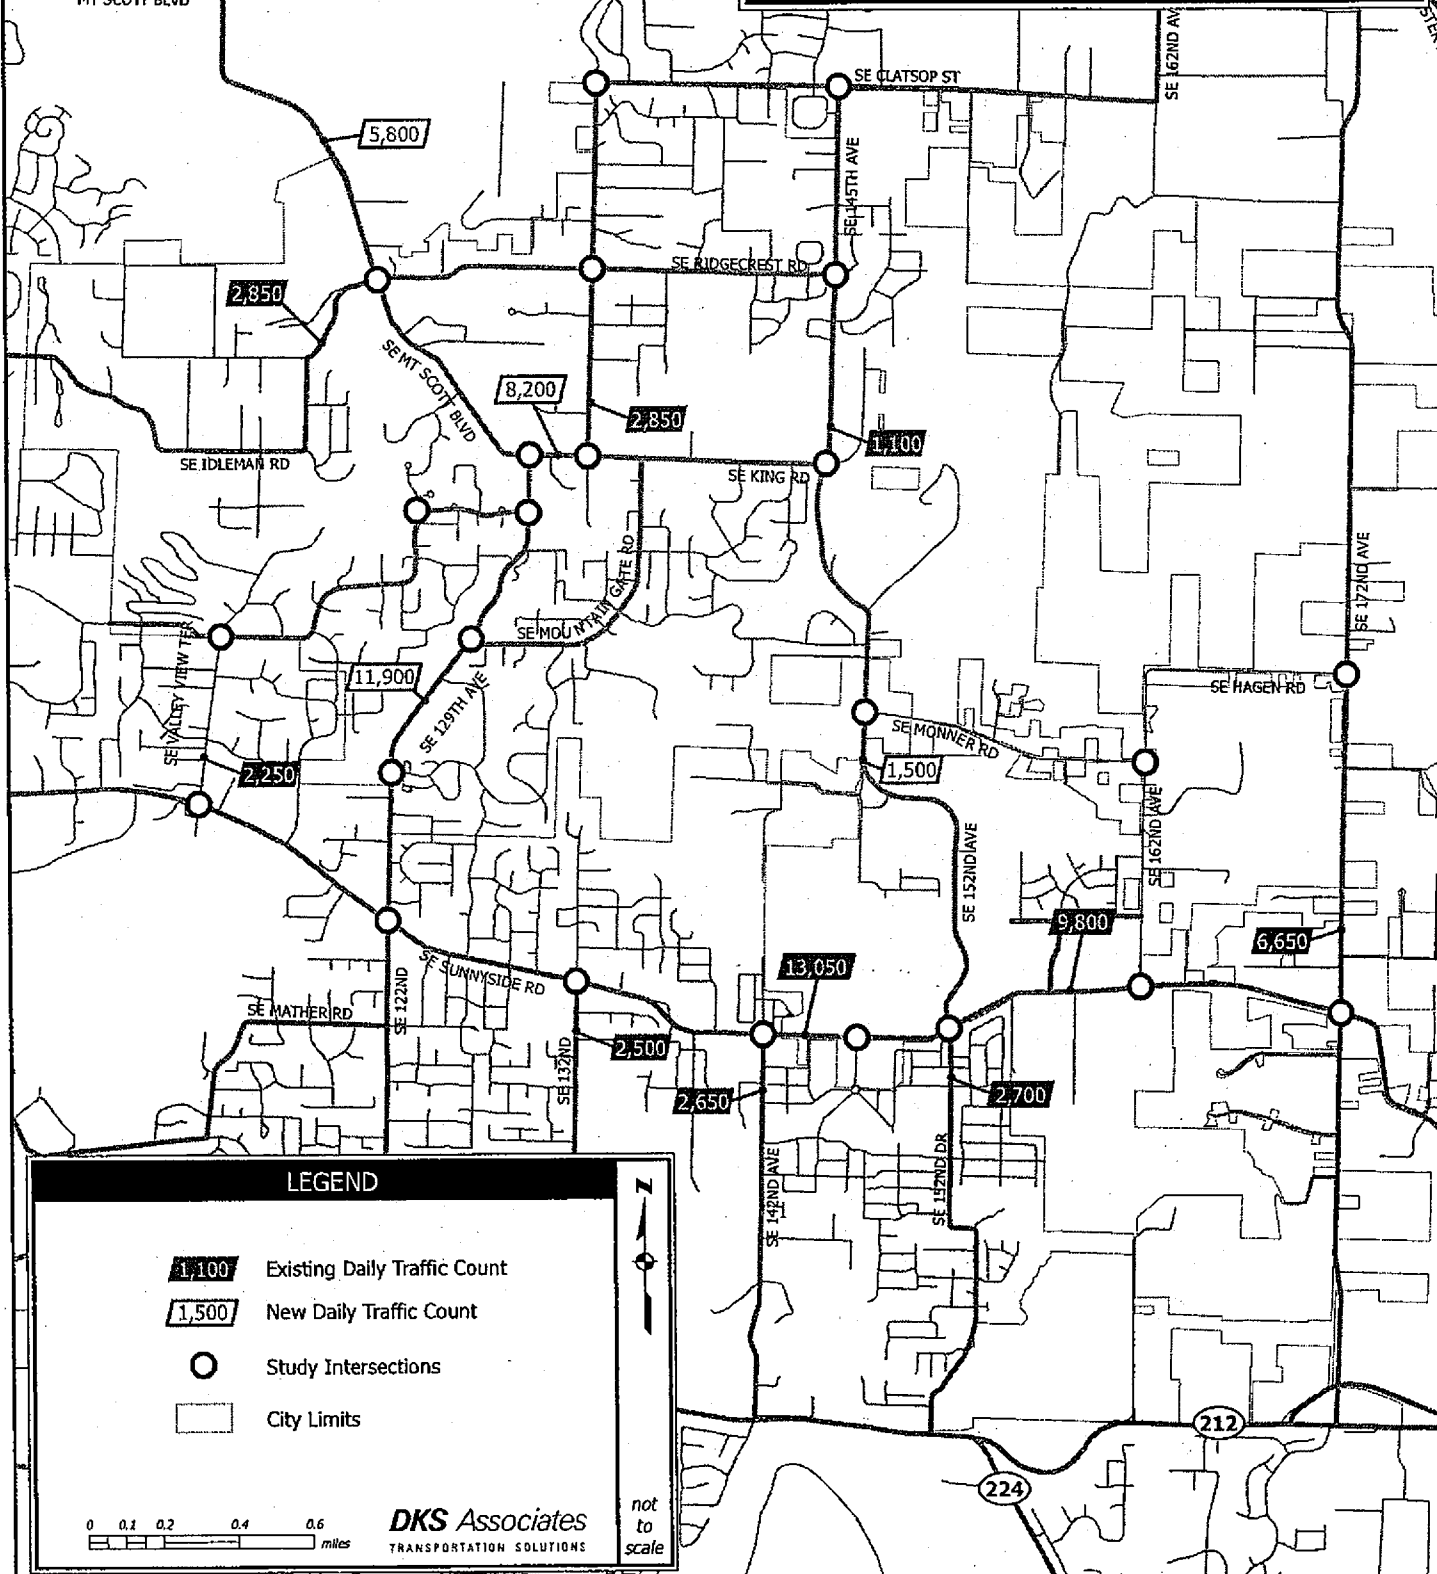 MT SCOTT BLVD
SE 162ND AVE
SE CLATSOP ST
5,800
SE 145TH AVE
SE RIDGECREST RD
2,850
SE MT SCOTT BLVD
8,200
2,850
1,100
SE IDLEMAN RD
SE KING RD
SE MOUNTAIN GATE RD
SE 172ND AVE
SE VALLEY VIEW TER
11,900
SE 129TH AVE
SE HAGEN RD
SE MONNER RD
1,500
2,250
SE 162ND AVE
SE 152ND AVE
9,800
6,650
SE SUNNYSIDE RD
13,050
SE MATHER RD
SE 122ND
SE 132ND
2,500
2,650
2,700
SE 142ND AVE
SE 152ND DR
LEGEND
N
1,100 Existing Daily Traffic Count
1,500 New Daily Traffic Count
Study Intersections
City Limits
212
224
0 0.1 0.2 0.4 0.6
miles
DKS Associates
TRANSPORTATION SOLUTIONS
not
to
scale